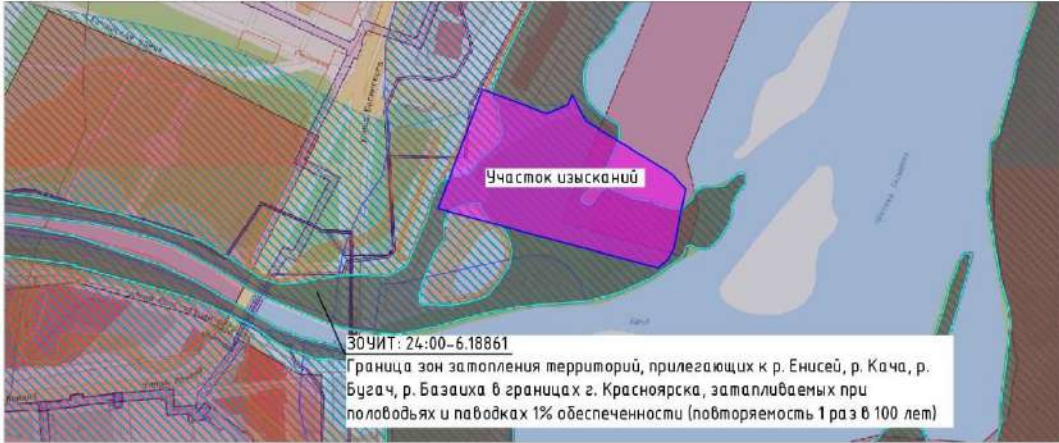 Участок изысканий
ЗОУИТ: 24:00-6.18861
Граница зон затопления территорий, прилегающих к р. Енисей, р. Кача, р.
Бугач, р. Базаиха в границах г. Красноярска, затапливаемых при
половодьях и паводках 1% обеспеченности (повторяемость 1 раз в 100 лет)